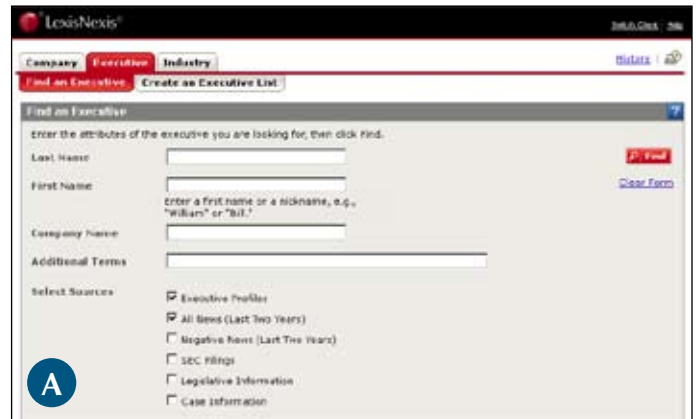 LexisNexis®
Company Executive Industry
History
Find an Executive Create an Executive List
Find an Executive
?
Enter the attributes of the executive you are looking for, then click Find.
Last Name
Find
First Name
Clear Form
Enter a first name or a nickname, e.g.,
"William" or "Bill."
Company Name
Additional Terms
Select Sources
Executive Profiles
All News (Last Two Years)
Negative News (Last Two Years)
SEC Filings
Legislative Information
Case Information
A